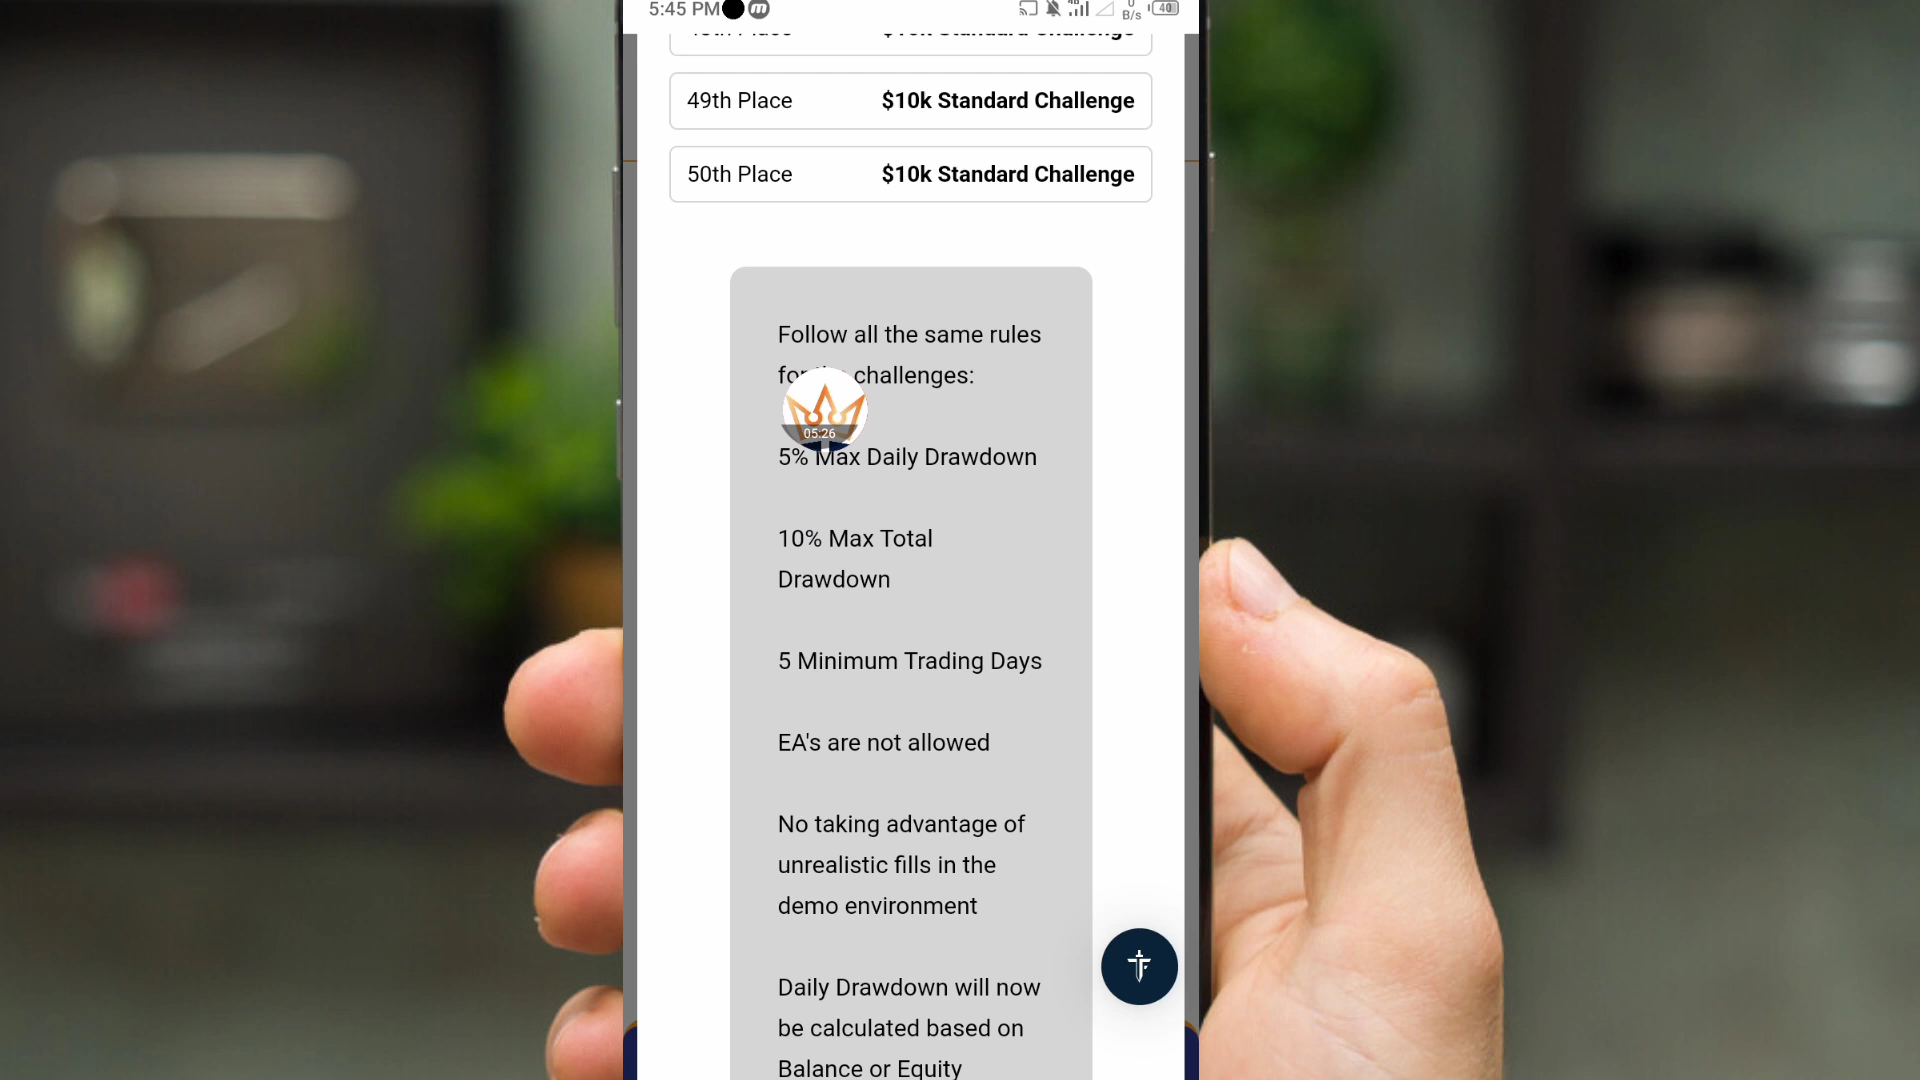 5:45 PM
0
B/s
40
49th Place $10k Standard Challenge
50th Place $10k Standard Challenge
Follow all the same rules
challenges:
05:26
5% Max Daily Drawdown
10% Max Total
Drawdown
5 Minimum Trading Days
EA's are not allowed
No taking advantage of
unrealistic fills in the
demo environment
Daily Drawdown will now
be calculated based on
Balance or Equity